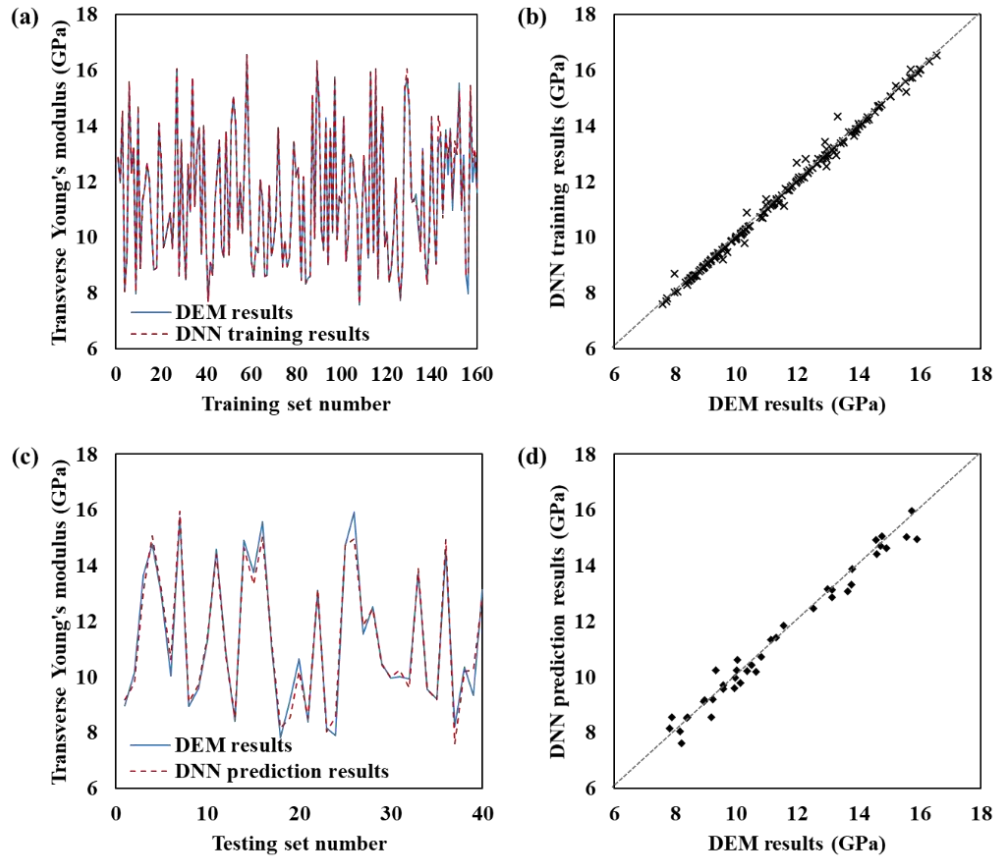 (a)
Transverse Young's modulus (GPa)
18
16
14
12
10
8
6
DEM results
DNN training results
0 20 40 60 80 100 120 140 160
Training set number
(b)
DNN training results (GPa)
18
16
14
12
10
8
6
6 8 10 12 14 16 18
DEM results (GPa)
(c)
Transverse Young's modulus (GPa)
18
16
14
12
10
8
6
DEM results
DNN prediction results
0 10 20 30 40
Testing set number
(d)
DNN prediction results (GPa)
18
16
14
12
10
8
6
6 8 10 12 14 16 18
DEM results (GPa)